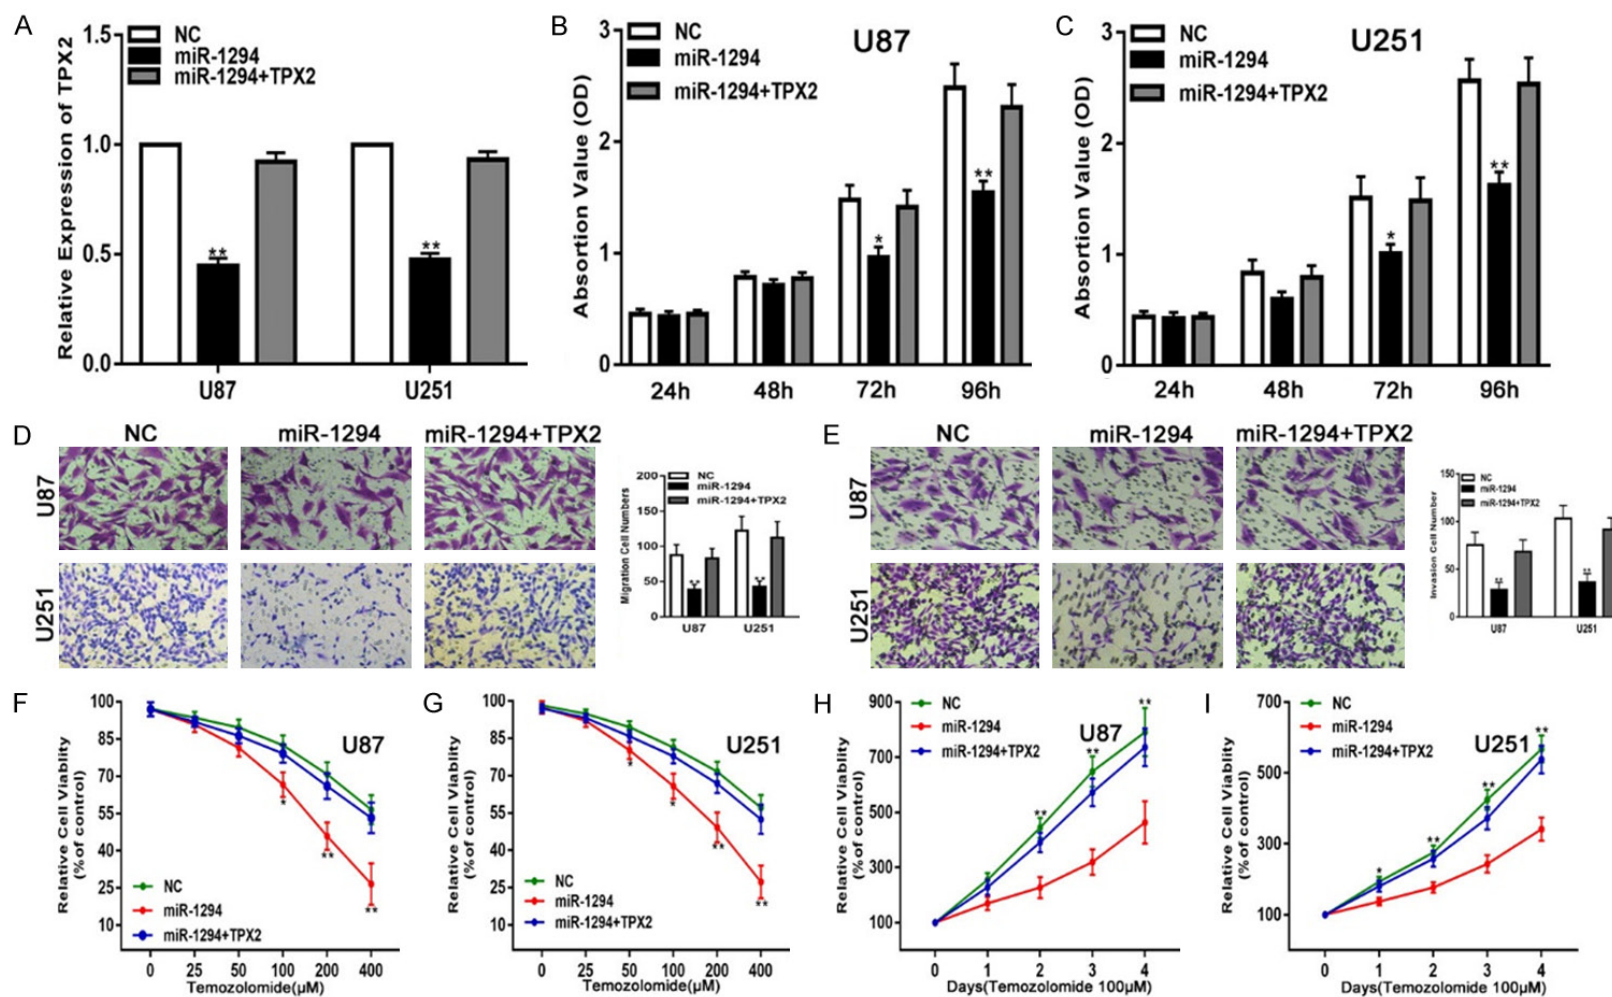 A
1.5
1.0
0.5
0.0
Relative Expression of TPX2
NC
miR-1294
miR-1294+TPX2
**
**
U87
U251
B
3
2
1
0
Absortion Value (OD)
NC
miR-1294
miR-1294+TPX2
U87
*
**
24h
48h
72h
96h
C
3
2
1
0
Absortion Value (OD)
NC
miR-1294
miR-1294+TPX2
U251
*
**
24h
48h
72h
96h
D
NC
miR-1294
miR-1294+TPX2
U87
U251
200
150
100
50
0
Migration Cell Numbers
NC
miR-1294
miR-1294+TPX2
**
**
U87
U251
E
NC
miR-1294
miR-1294+TPX2
U87
U251
150
100
50
0
Invasion Cell Number
NC
miR-1294
miR-1294+TPX2
**
**
U87
U251
F
100
85
70
55
40
25
10
Relative Cell Viablity
(% of control)
U87
NC
miR-1294
miR-1294+TPX2
*
**
**
0
25
50
100
200
400
Temozolomide(μM)
G
100
85
70
55
40
25
10
Relative Cell Viablity
(% of control)
U251
NC
miR-1294
miR-1294+TPX2
*
*
**
**
0
25
50
100
200
400
Temozolomide(μM)
H
900
700
500
300
100
Relative Cell Viablity
(% of control)
NC
miR-1294
miR-1294+TPX2
U87
**
**
**
0
1
2
3
4
Days(Temozolomide 100μM)
I
700
500
300
100
Relative Cell Viablity
(% of control)
NC
miR-1294
miR-1294+TPX2
U251
*
**
**
**
0
1
2
3
4
Days(Temozolomide 100μM)